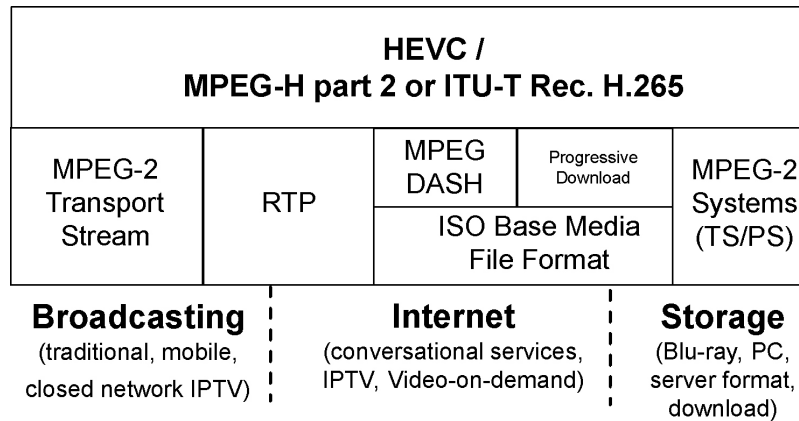 HEVC /
MPEG-H part 2 or ITU-T Rec. H.265
MPEG-2
Transport
Stream
RTP
MPEG
DASH
Progressive
Download
ISO Base Media
File Format
MPEG-2
Systems
(TS/PS)
Broadcasting
(traditional, mobile,
closed network IPTV)
Internet
(conversational services,
IPTV, Video-on-demand)
Storage
(Blu-ray, PC,
server format,
download)